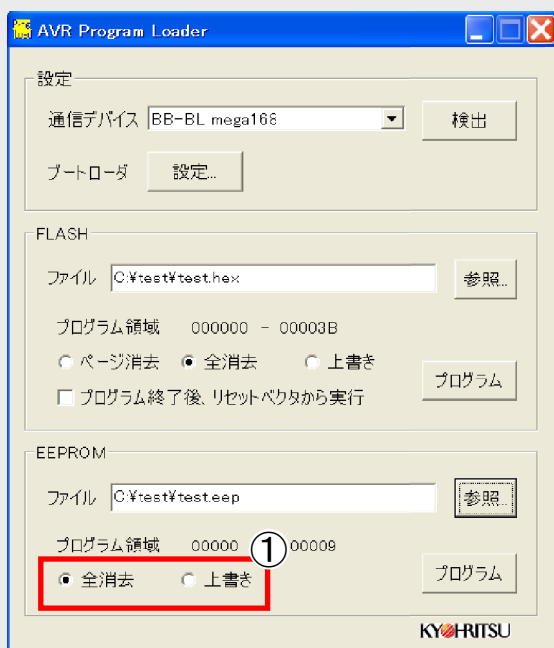 AVR Program Loader
設定
通信デバイス BB-BL mega168 検出
ブートローダ 設定...
FLASH
ファイル C:¥test¥test.hex 参照...
プログラム領域 000000 - 00003B
ページ消去 全消去 上書き
プログラム終了後、リセットベクタから実行
プログラム
EEPROM
ファイル C:¥test¥test.eep 参照...
プログラム領域 00000 ① 00009
全消去 上書き
プログラム
KYOHRITSU